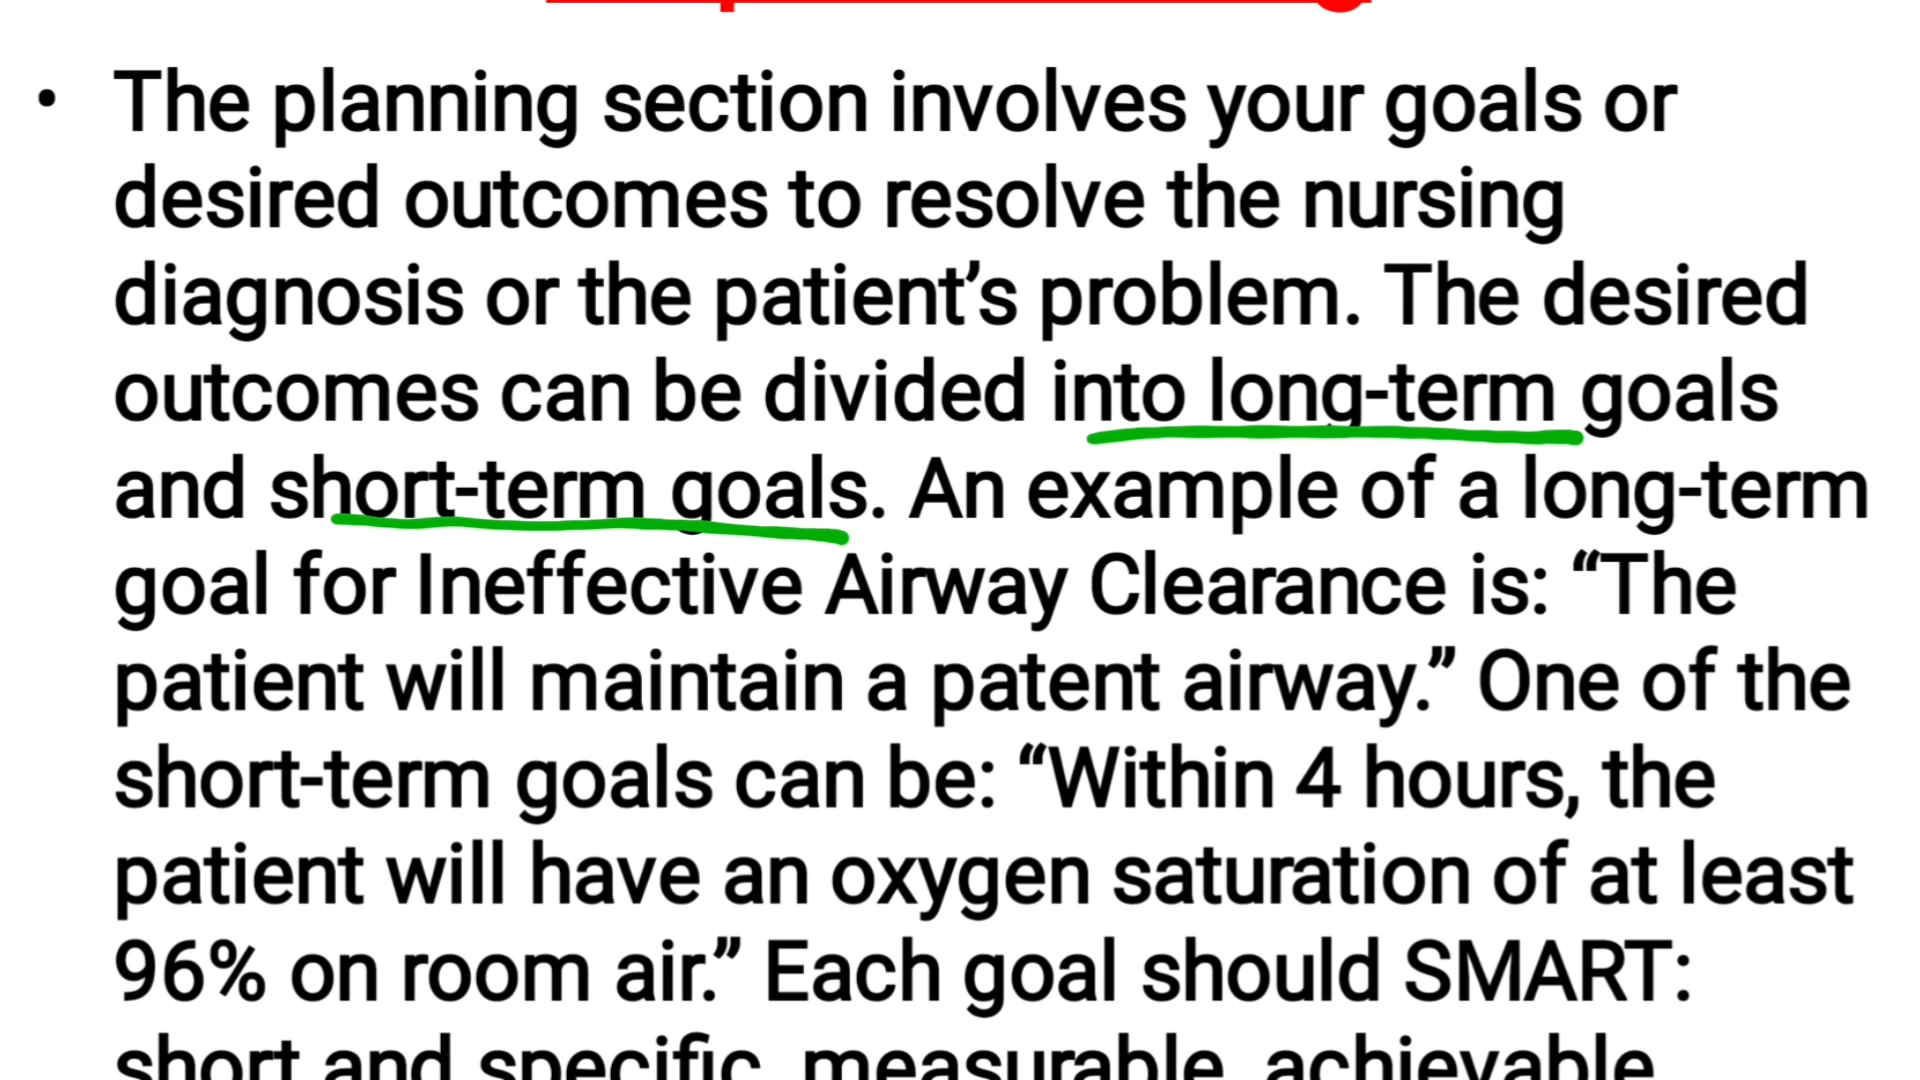 • The planning section involves your goals or
desired outcomes to resolve the nursing
diagnosis or the patient’s problem. The desired
outcomes can be divided into long-term goals
and short-term goals. An example of a long-term
goal for Ineffective Airway Clearance is: “The
patient will maintain a patent airway.” One of the
short-term goals can be: “Within 4 hours, the
patient will have an oxygen saturation of at least
96% on room air.” Each goal should SMART:
short and specific, measurable, achievable,